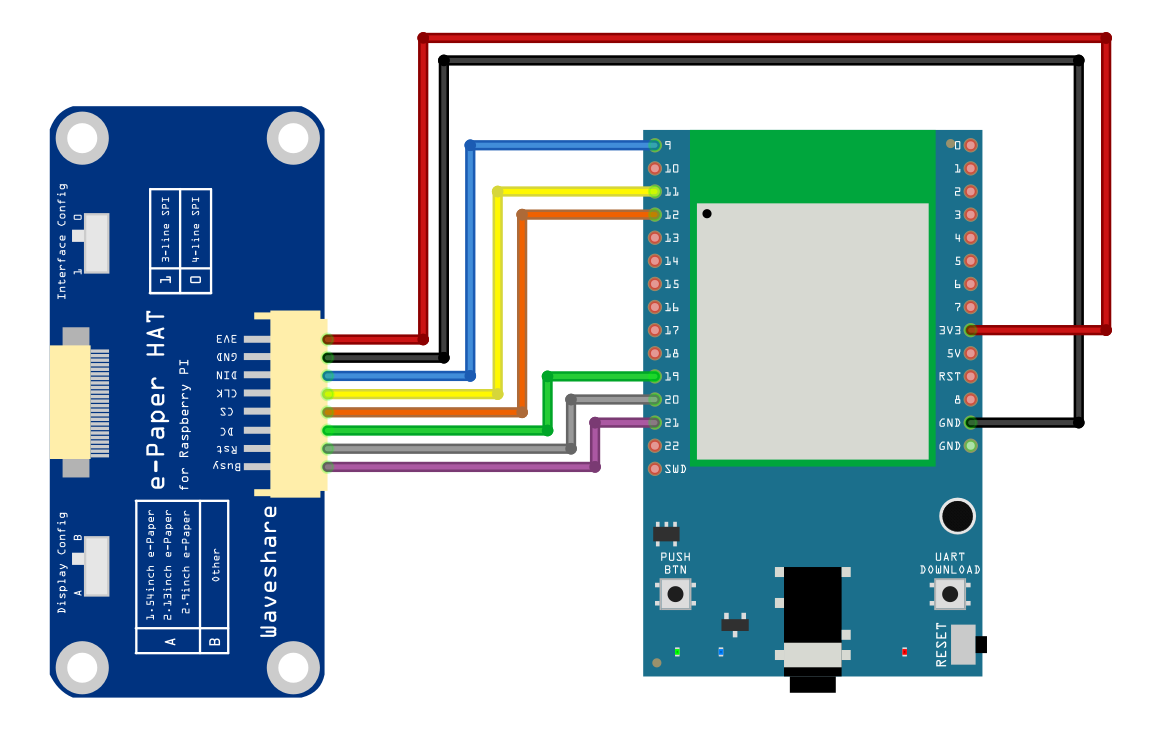 Interface Config
0
1
1 3-line SPI
0 4-line SPI
e-Paper HAT
for Raspberry PI
3V3
GND
DIN
CLK
CS
DC
Rst
Busy
Display Config
B
A
1.54inch e-Paper
2.13inch e-Paper
2.9inch e-Paper
A
Other
B
Waveshare
9
10
11
12
13
14
15
16
17
18
19
20
21
22
SWD
0
1
2
3
4
5
6
7
3V3
5V
RST
8
GND
GND
PUSH
BTN
UART
DOWNLOAD
RESET